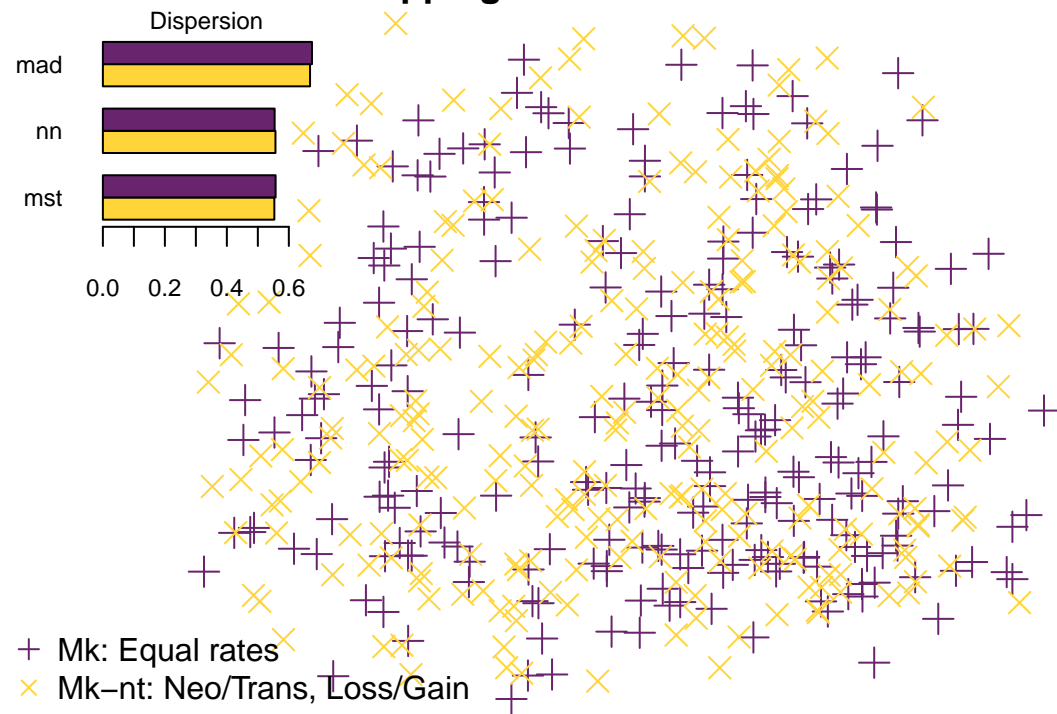 Dispersion
mad
nn
mst
0.0 0.2 0.4 0.6
Mk: Equal rates
Mk−nt: Neo/Trans, Loss/Gain